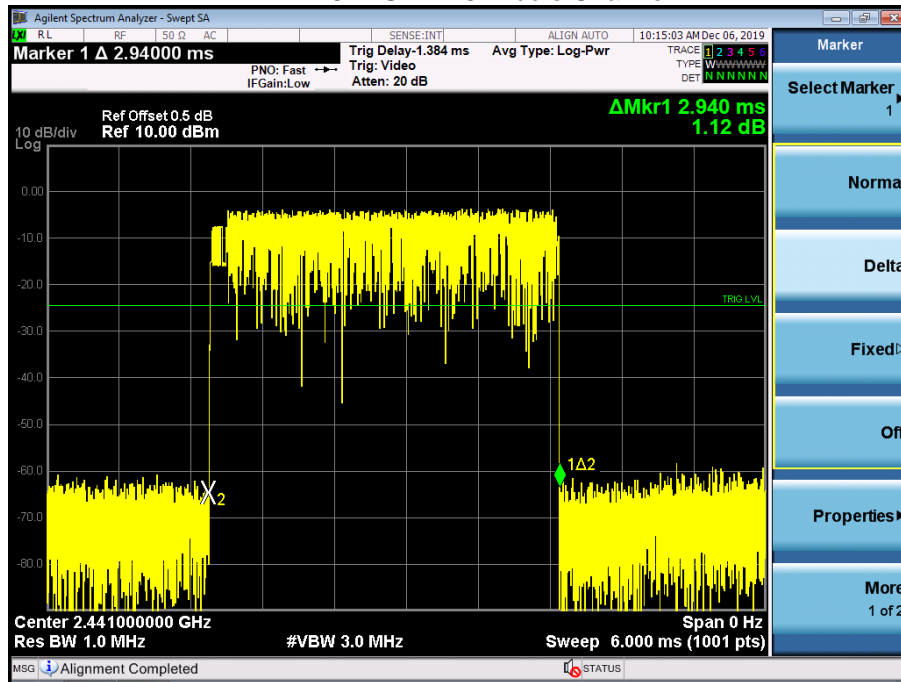 Agilent Spectrum Analyzer - Swept SA
LXI RL RF 50 Ω AC SENSE:INT ALIGN AUTO 10:15:03 AM Dec 06, 2019
Marker 1 Δ 2.94000 ms
PNO: Fast
IFGain:Low
Trig Delay-1.384 ms
Trig: Video
Atten: 20 dB
Avg Type: Log-Pwr
TRACE 1 2 3 4 5 6
TYPE WWWWWW
DET N N N N N N
Marker
Select Marker
1
Norma
Delta
Fixed
Off
Properties
More
1 of 2
ΔMkr1 2.940 ms
1.12 dB
Ref Offset 0.5 dB
10 dB/div Ref 10.00 dBm
Log
0.00
-10.0
-20.0
TRIG LVL
-30.0
-40.0
-50.0
-60.0
1Δ2
X2
-70.0
-80.0
Center 2.441000000 GHz Span 0 Hz
Res BW 1.0 MHz #VBW 3.0 MHz Sweep 6.000 ms (1001 pts)
MSG Alignment Completed STATUS